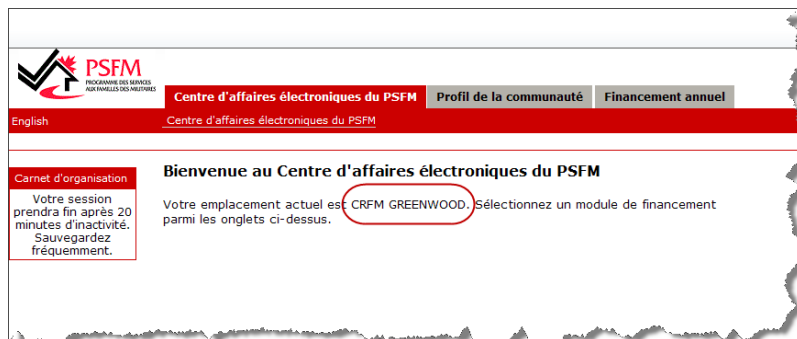 PSFM
PROGRAMME DES SERVICES
AUX FAMILLES DES MILITAIRES
Centre d'affaires électroniques du PSFM
Profil de la communauté
Financement annuel
English
Centre d'affaires électroniques du PSFM
Carnet d'organisation
Votre session
prendra fin après 20
minutes d'inactivité.
Sauvegardez
fréquemment.
Bienvenue au Centre d'affaires électroniques du PSFM
Votre emplacement actuel est CRFM GREENWOOD. Sélectionnez un module de financement
parmi les onglets ci-dessus.